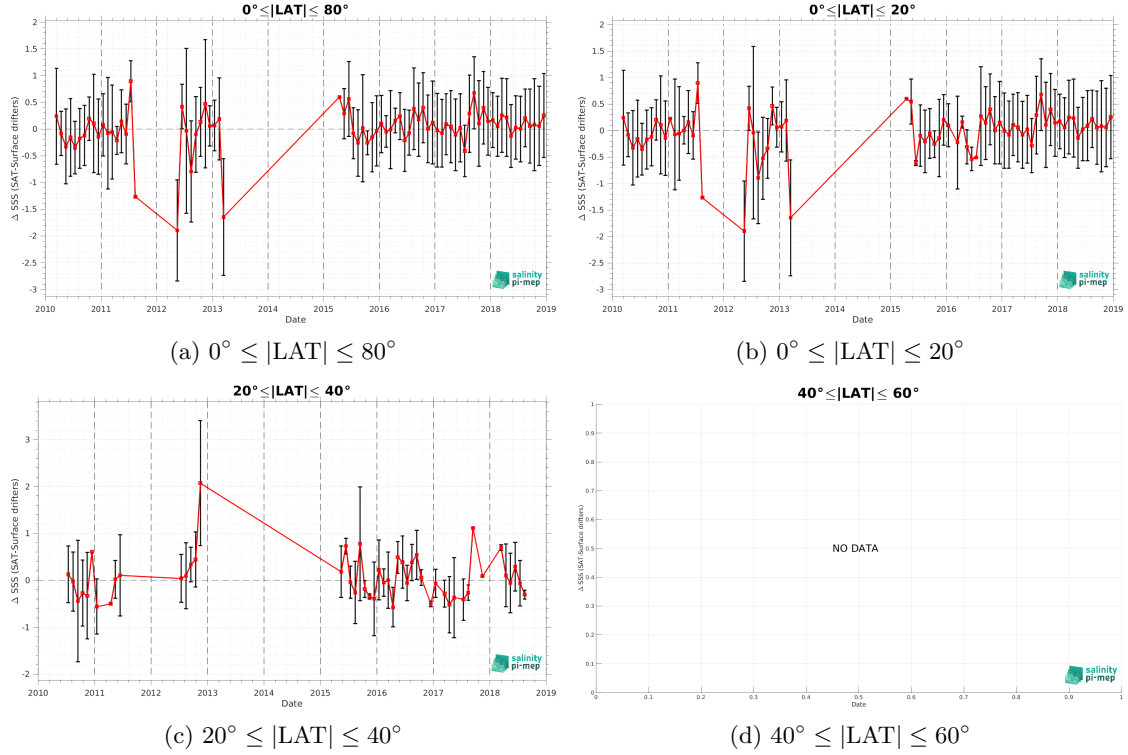 0°≤|LAT|≤ 80°
Δ SSS (SAT-Surface drifters)
2
1.5
1
0.5
0
-0.5
-1
-1.5
-2
-2.5
-3
2010 2011 2012 2013 2014 2015 2016 2017 2018 2019
Date
salinity
pi-mep
(a) 0° ≤ |LAT| ≤ 80°
0°≤|LAT|≤ 20°
Δ SSS (SAT-Surface drifters)
2
1.5
1
0.5
0
-0.5
-1
-1.5
-2
-2.5
-3
2010 2011 2012 2013 2014 2015 2016 2017 2018 2019
Date
salinity
pi-mep
(b) 0° ≤ |LAT| ≤ 20°
20°≤|LAT|≤ 40°
Δ SSS (SAT-Surface drifters)
3
2
1
0
-1
-2
2010 2011 2012 2013 2014 2015 2016 2017 2018 2019
Date
salinity
pi-mep
(c) 20° ≤ |LAT| ≤ 40°
40°≤|LAT|≤ 60°
Δ SSS (SAT-Surface drifters)
1
0.9
0.8
0.7
0.6
0.5
0.4
0.3
0.2
0.1
0
NO DATA
0 0.1 0.2 0.3 0.4 0.5 0.6 0.7 0.8 0.9 1
Date
salinity
pi-mep
(d) 40° ≤ |LAT| ≤ 60°